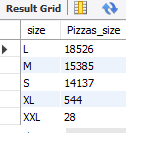 Result Grid
size Pizzas_size
L 18526
M 15385
S 14137
XL 544
XXL 28